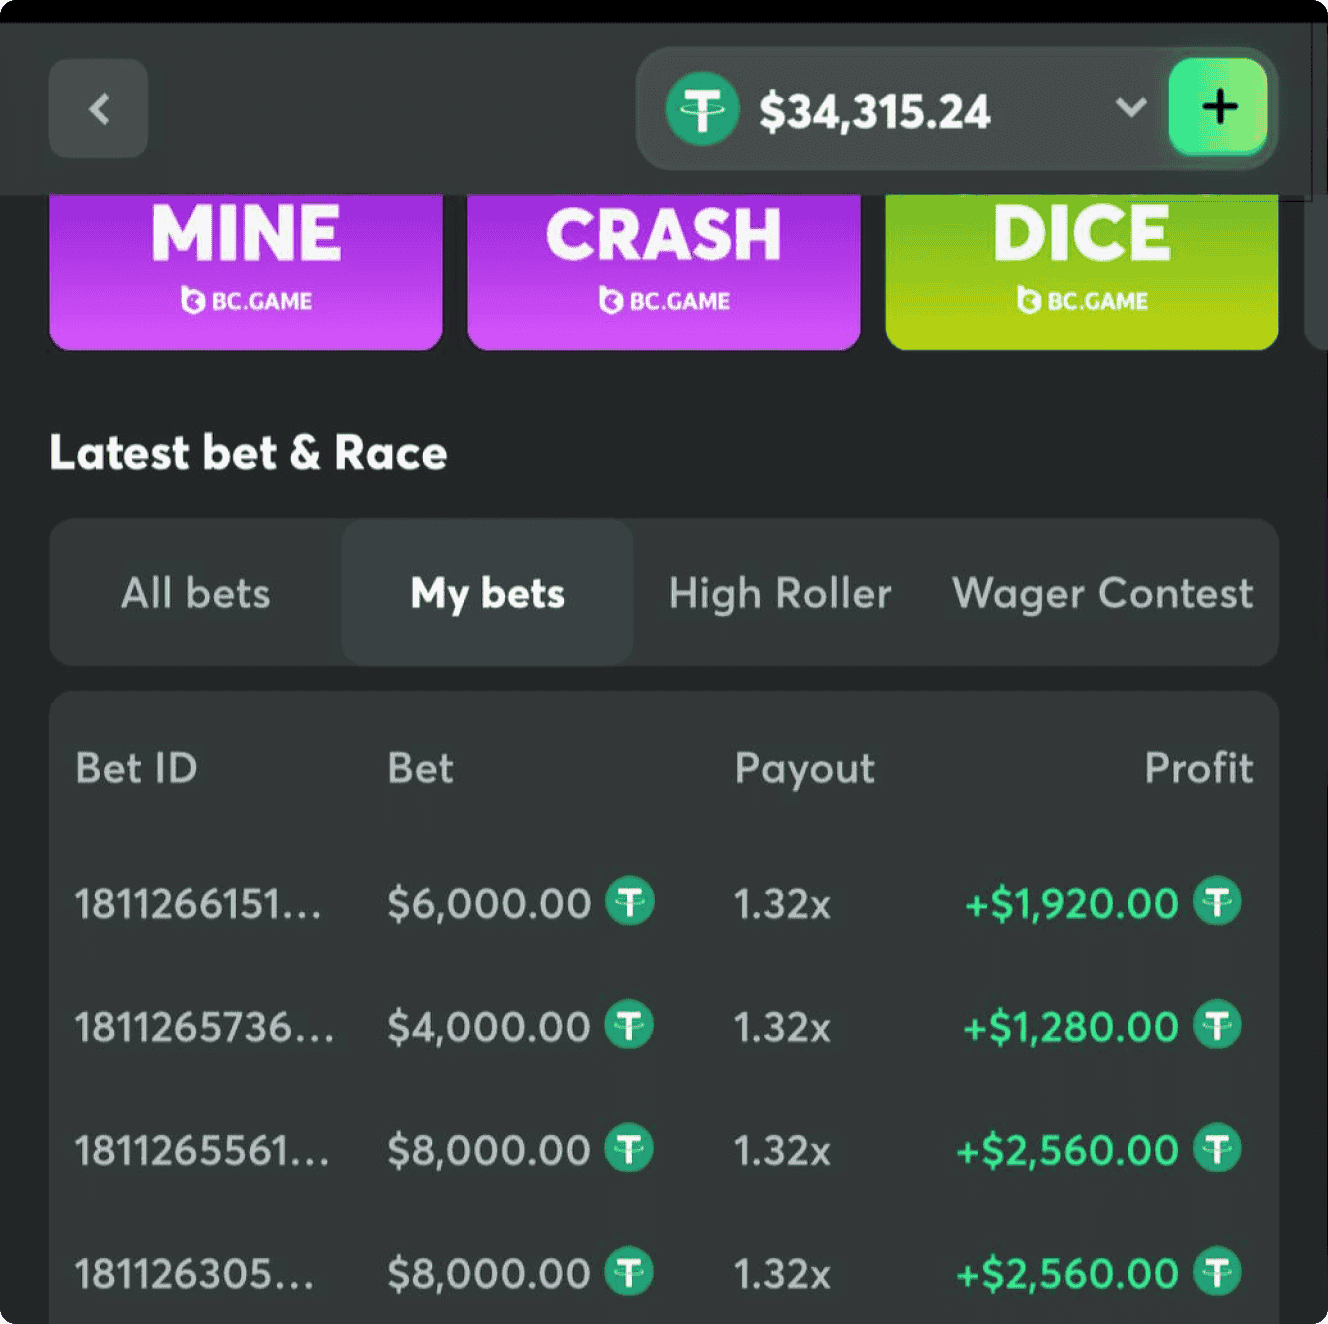 $34,315.24 +
MINE CRASH DICE
BC.GAME BC.GAME BC.GAME
Latest bet & Race
All bets My bets High Roller Wager Contest
Bet ID Bet Payout Profit
1811266151... $6,000.00 1.32x +$1,920.00
1811265736... $4,000.00 1.32x +$1,280.00
1811265561... $8,000.00 1.32x +$2,560.00
181126305... $8,000.00 1.32x +$2,560.00